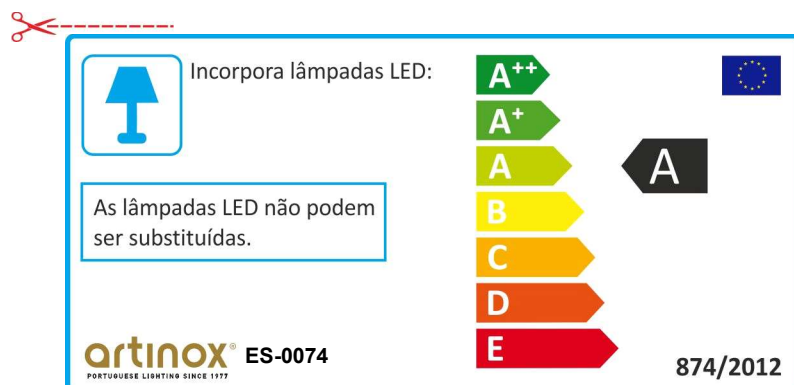 Incorpora lâmpadas LED:
As lâmpadas LED não podem
ser substituídas.
A++
A+
A
B
C
D
E
A
artinox® ES-0074
PORTUGUESE LIGHTING SINCE 1977
874/2012